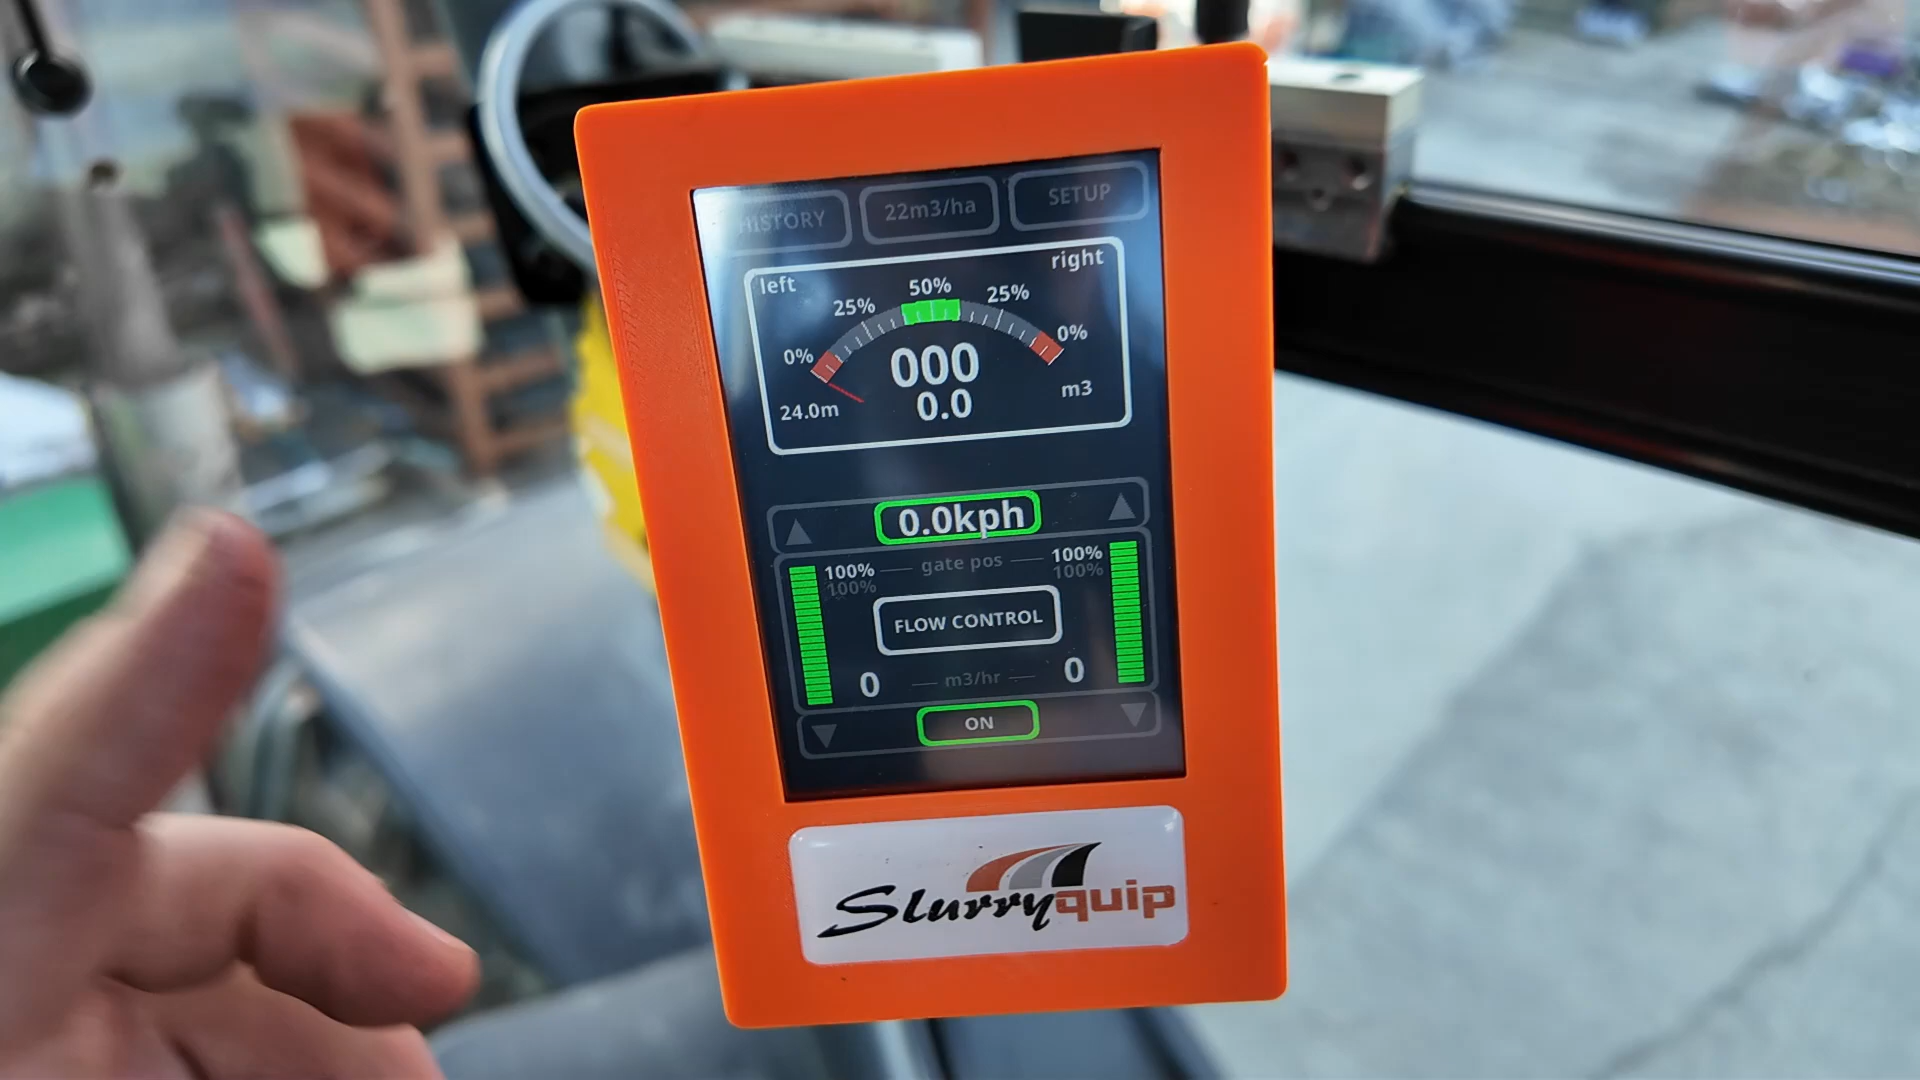 HISTORY 22m3/ha SETUP
left right
25% 50% 25%
0% 000 0%
24.0m 0.0 m3
0.0kph
100% gate pos 100%
100% 100%
FLOW CONTROL
0 m3/hr 0
ON
Slurryquip